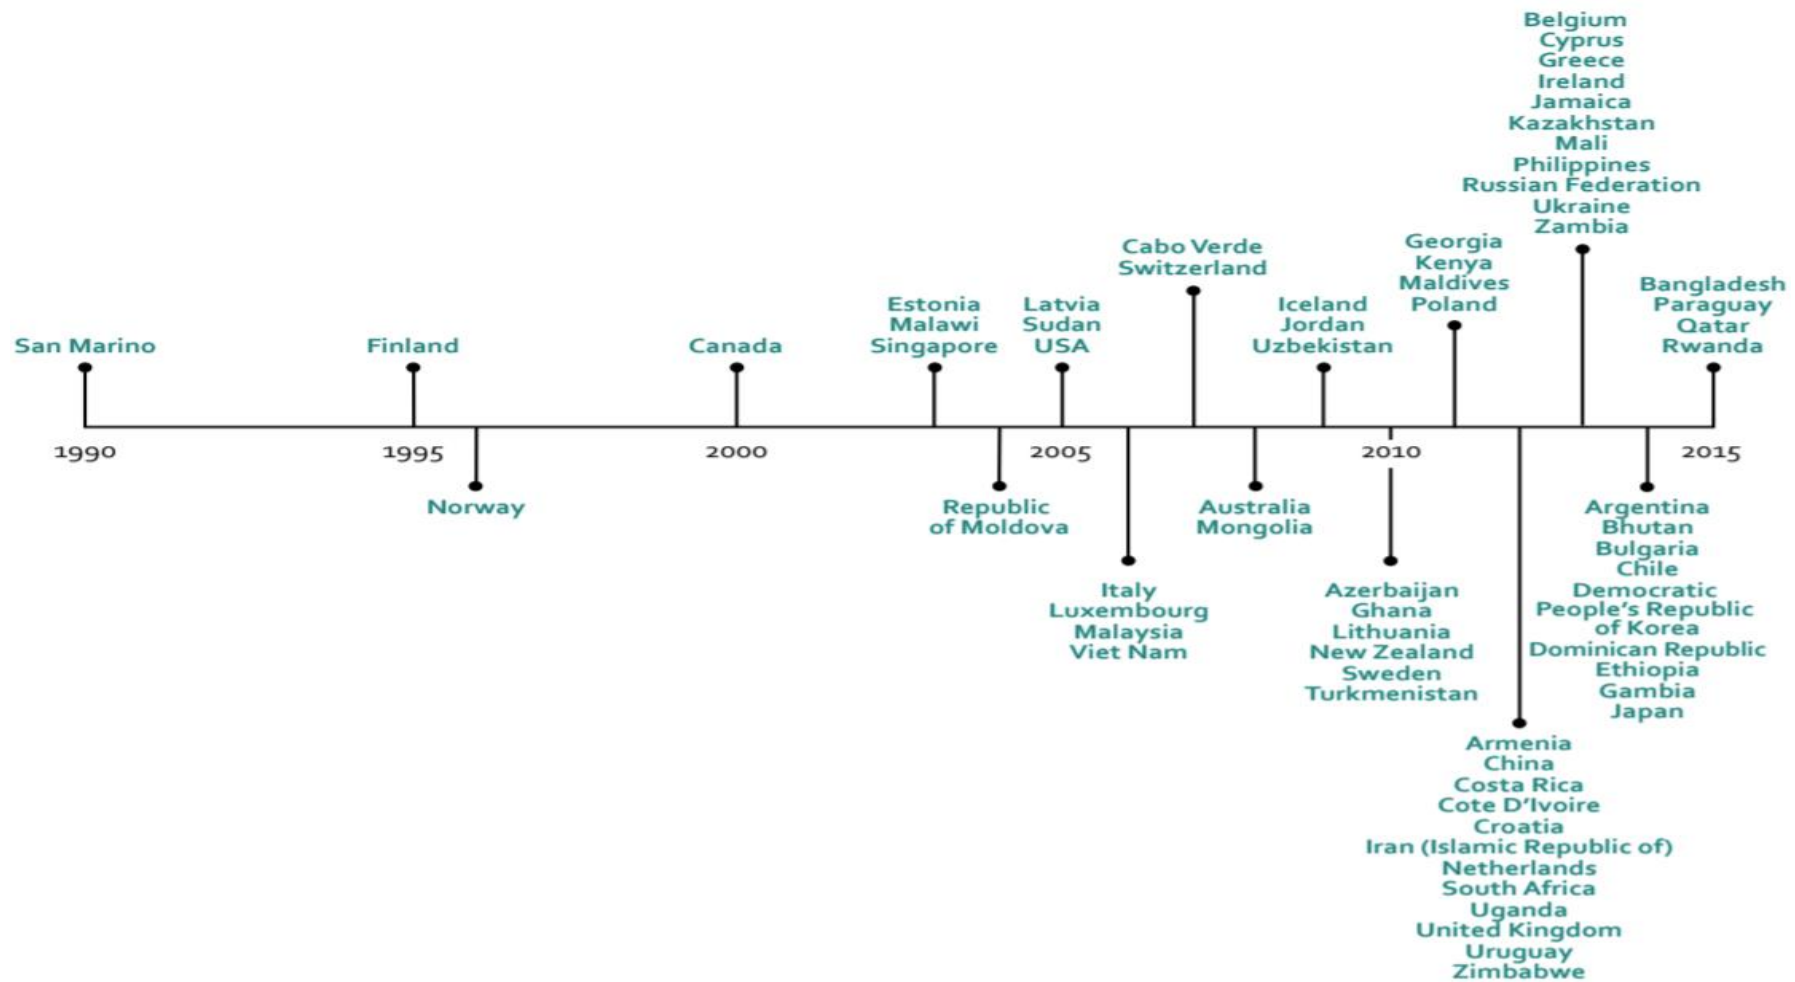 Belgium
Cyprus
Greece
Ireland
Jamaica
Kazakhstan
Mali
Philippines
Russian Federation
Ukraine
Zambia
Cabo Verde
Switzerland
Georgia
Kenya
Maldives
Poland
Estonia
Malawi
Singapore
Latvia
Sudan
USA
Iceland
Jordan
Uzbekistan
Bangladesh
Paraguay
Qatar
Rwanda
San Marino
Finland
Canada
1990
1995
2000
2005
2010
2015
Norway
Republic
of Moldova
Australia
Mongolia
Argentina
Bhutan
Bulgaria
Chile
Democratic
People’s Republic
of Korea
Dominican Republic
Ethiopia
Gambia
Japan
Italy
Luxembourg
Malaysia
Viet Nam
Azerbaijan
Ghana
Lithuania
New Zealand
Sweden
Turkmenistan
Armenia
China
Costa Rica
Cote D’Ivoire
Croatia
Iran (Islamic Republic of)
Netherlands
South Africa
Uganda
United Kingdom
Uruguay
Zimbabwe